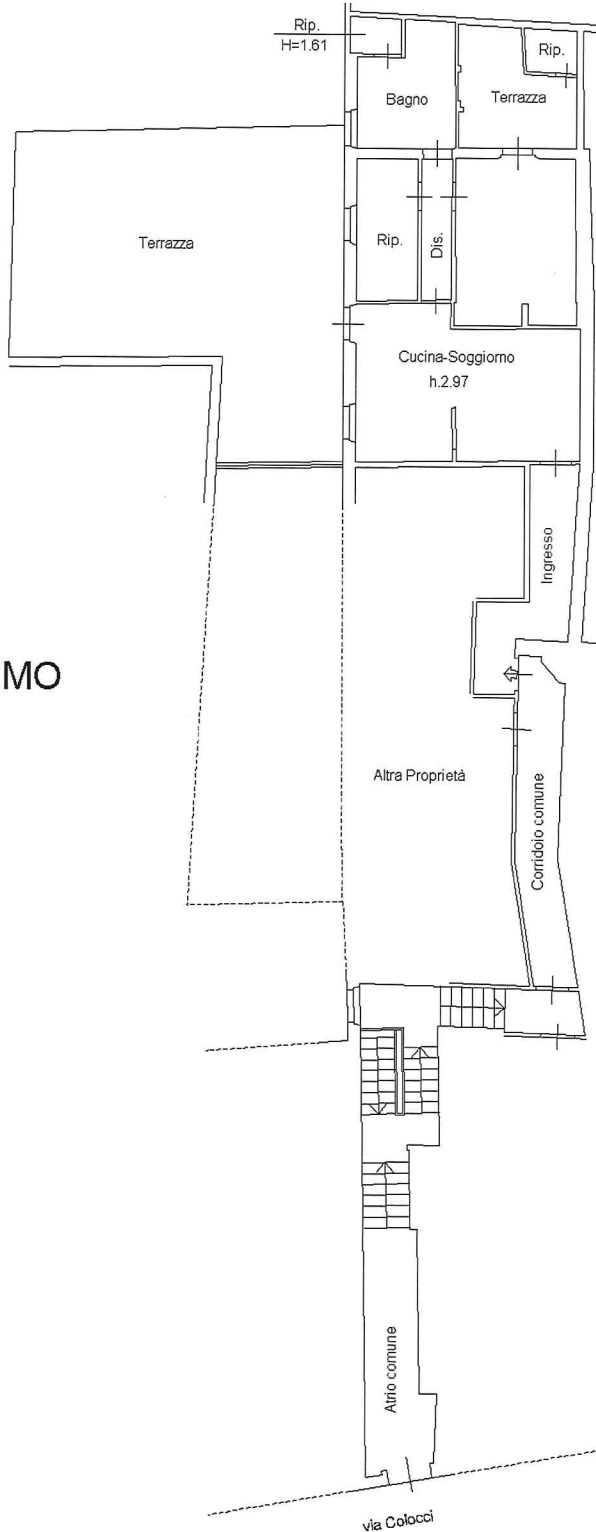 Rip.
H=1.61
Rip.
Bagno
Terrazza
Terrazza
Rip.
Dis.
Cucina-Soggiorno
h.2.97
Ingresso
MO
Altra Proprietà
Corridoio comune
Atrio comune
via Colocci